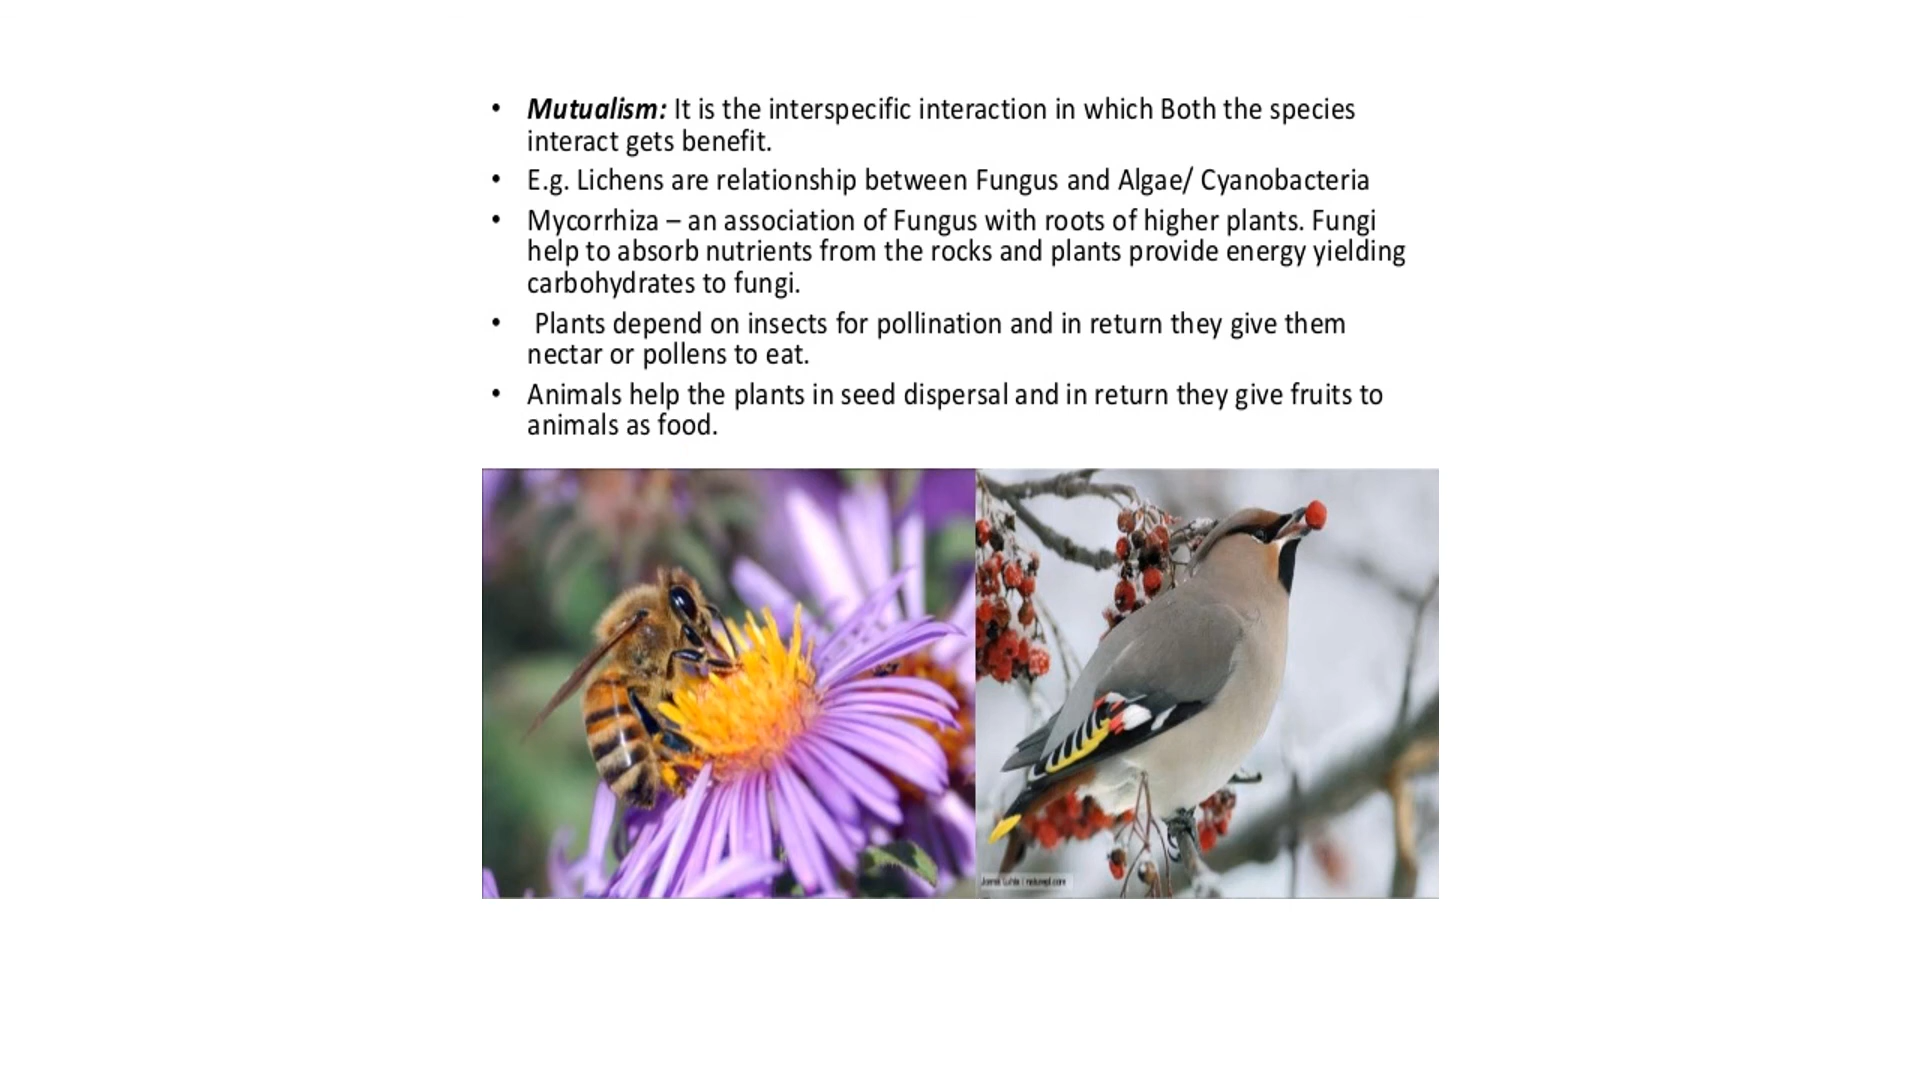 • Mutualism: It is the interspecific interaction in which Both the species
interact gets benefit.
• E.g. Lichens are relationship between Fungus and Algae/ Cyanobacteria
• Mycorrhiza – an association of Fungus with roots of higher plants. Fungi
help to absorb nutrients from the rocks and plants provide energy yielding
carbohydrates to fungi.
• Plants depend on insects for pollination and in return they give them
nectar or pollens to eat.
• Animals help the plants in seed dispersal and in return they give fruits to
animals as food.